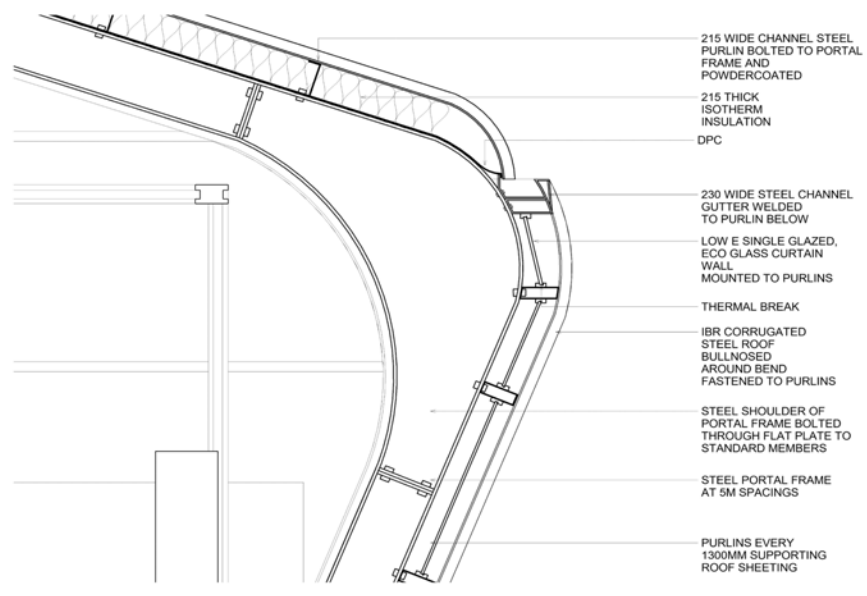 215 WIDE CHANNEL STEEL
PURLIN BOLTED TO PORTAL
FRAME AND
POWDERCOATED
215 THICK
ISOTHERM
INSULATION
DPC
230 WIDE STEEL CHANNEL
GUTTER WELDED
TO PURLIN BELOW
LOW E SINGLE GLAZED,
ECO GLASS CURTAIN
WALL
MOUNTED TO PURLINS
THERMAL BREAK
IBR CORRUGATED
STEEL ROOF
BULLNOSED
AROUND BEND
FASTENED TO PURLINS
STEEL SHOULDER OF
PORTAL FRAME BOLTED
THROUGH FLAT PLATE TO
STANDARD MEMBERS
STEEL PORTAL FRAME
AT 5M SPACINGS
PURLINS EVERY
1300MM SUPPORTING
ROOF SHEETING